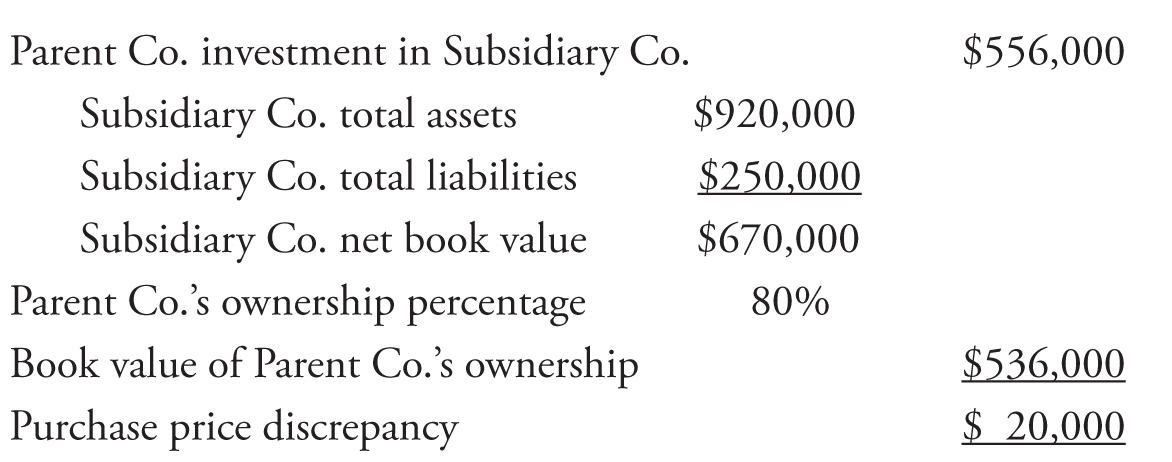 Parent Co. investment in Subsidiary Co. $556,000
Subsidiary Co. total assets $920,000
Subsidiary Co. total liabilities $250,000
Subsidiary Co. net book value $670,000
Parent Co.’s ownership percentage 80%
Book value of Parent Co.’s ownership $536,000
Purchase price discrepancy $ 20,000